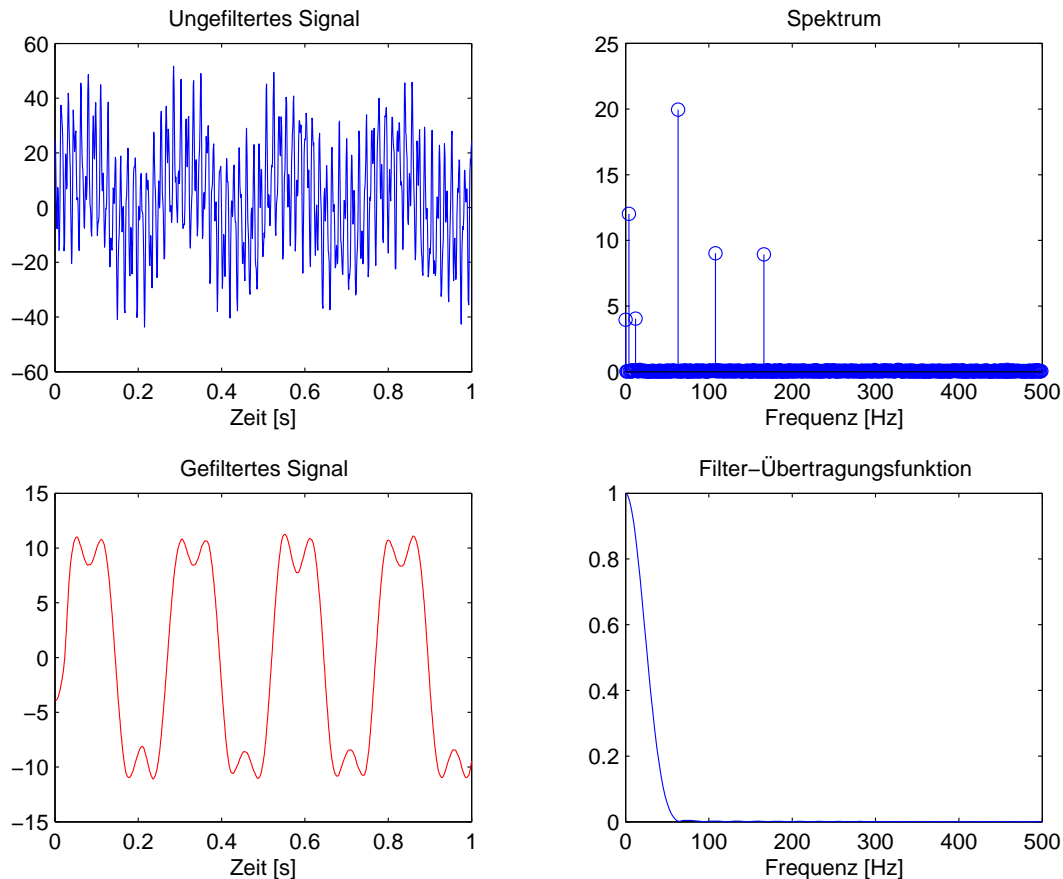 Ungefiltertes Signal
60
40
20
0
−20
−40
−60
0 0.2 0.4 0.6 0.8 1
Zeit [s]
Spektrum
25
20
15
10
5
0
0 100 200 300 400 500
Frequenz [Hz]
Gefiltertes Signal
15
10
5
0
−5
−10
−15
0 0.2 0.4 0.6 0.8 1
Zeit [s]
Filter−Übertragungsfunktion
1
0.8
0.6
0.4
0.2
0
0 100 200 300 400 500
Frequenz [Hz]